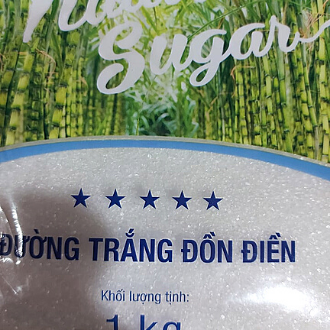 Sugar
ĐƯỜNG TRẮNG ĐỒN ĐIỀN
Khối lượng tịnh:
1 kg